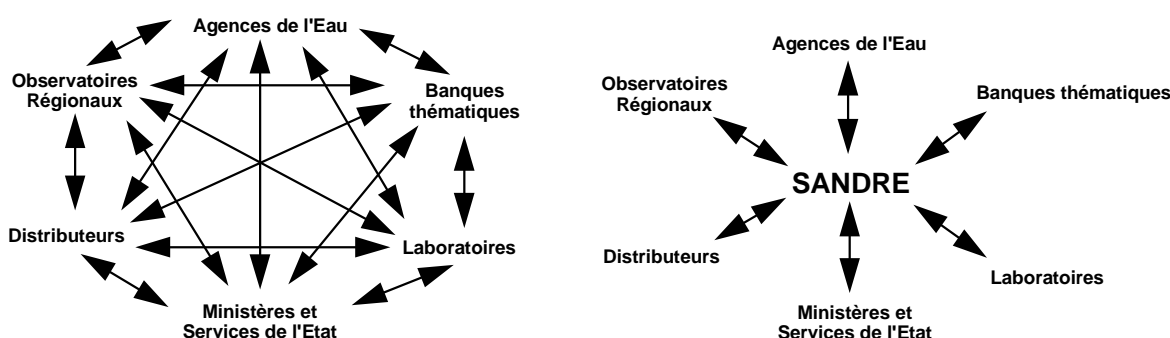 Agences de l'Eau
Observatoires
Régionaux
Banques
thématiques
Distributeurs
Laboratoires
Ministères et
Services de l'Etat
Agences de l'Eau
Observatoires
Régionaux
Banques thématiques
SANDRE
Distributeurs
Laboratoires
Ministères et
Services de l'Etat